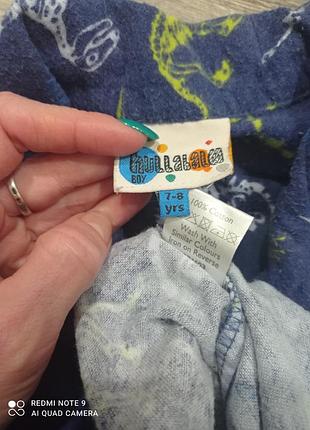 hullabaloo
BOY
7-8
yrs
100% Cotton
Wash With
Similar Colours
Iron on Reverse
REDMI NOTE 9
AI QUAD CAMERA